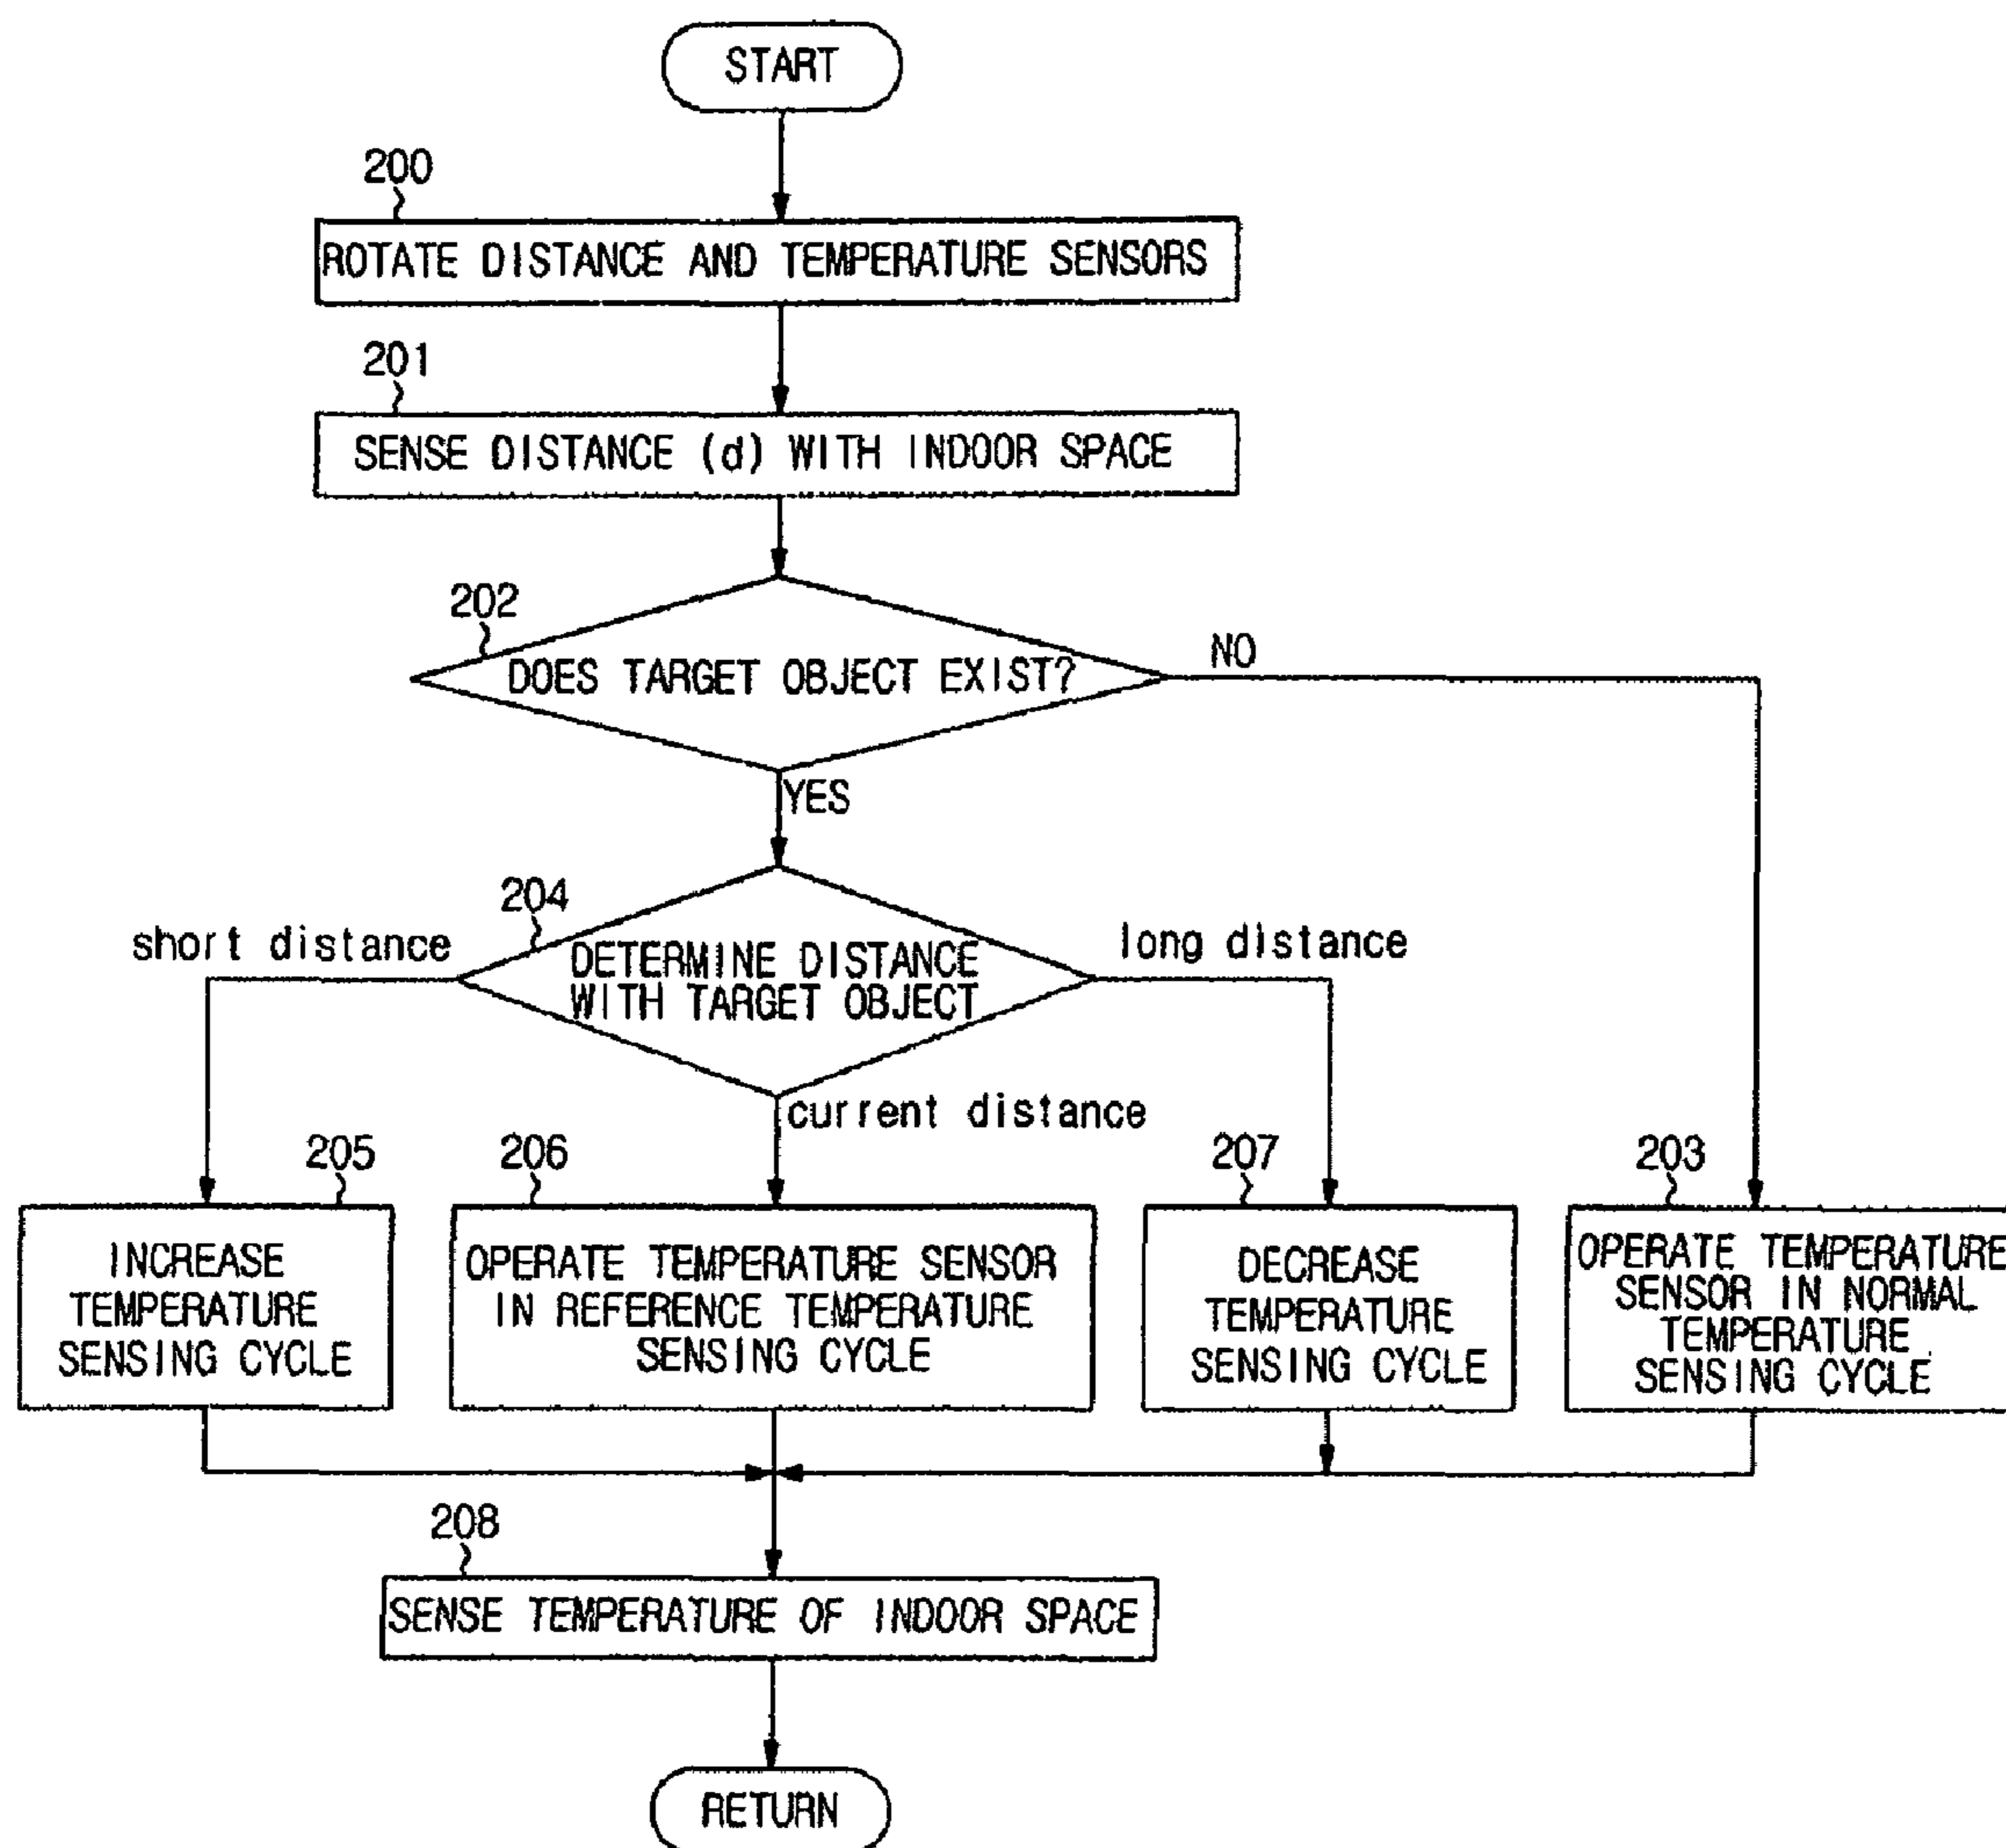 START
200
ROTATE DISTANCE AND TEMPERATURE SENSORS
201
SENSE DISTANCE (d) WITH INDOOR SPACE
202
DOES TARGET OBJECT EXIST?
NO
YES
204
short distance
DETERMINE DISTANCE
WITH TARGET OBJECT
long distance
current distance
205
INCREASE
TEMPERATURE
SENSING CYCLE
206
OPERATE TEMPERATURE SENSOR
IN REFERENCE TEMPERATURE
SENSING CYCLE
207
DECREASE
TEMPERATURE
SENSING CYCLE
203
OPERATE TEMPERATURE
SENSOR IN NORMAL
TEMPERATURE
SENSING CYCLE
208
SENSE TEMPERATURE OF INDOOR SPACE
RETURN